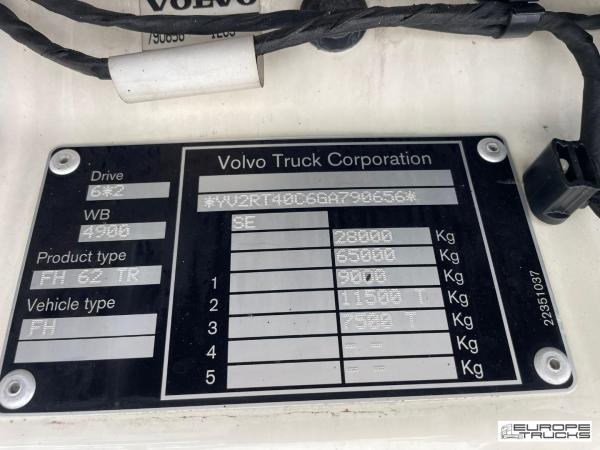 VOLVO
Drive
6*2
WB
4900
Product type
FH 62 TR
Vehicle type
FH
Volvo Truck Corporation
*YV2RT40C6GA790656*
SE
28000 Kg
65000 Kg
1 9000 Kg
2 11500 T Kg
3 7500 T Kg
4 -- -- Kg
5 -- -- Kg
22351037
EUROPE
TRUCKS